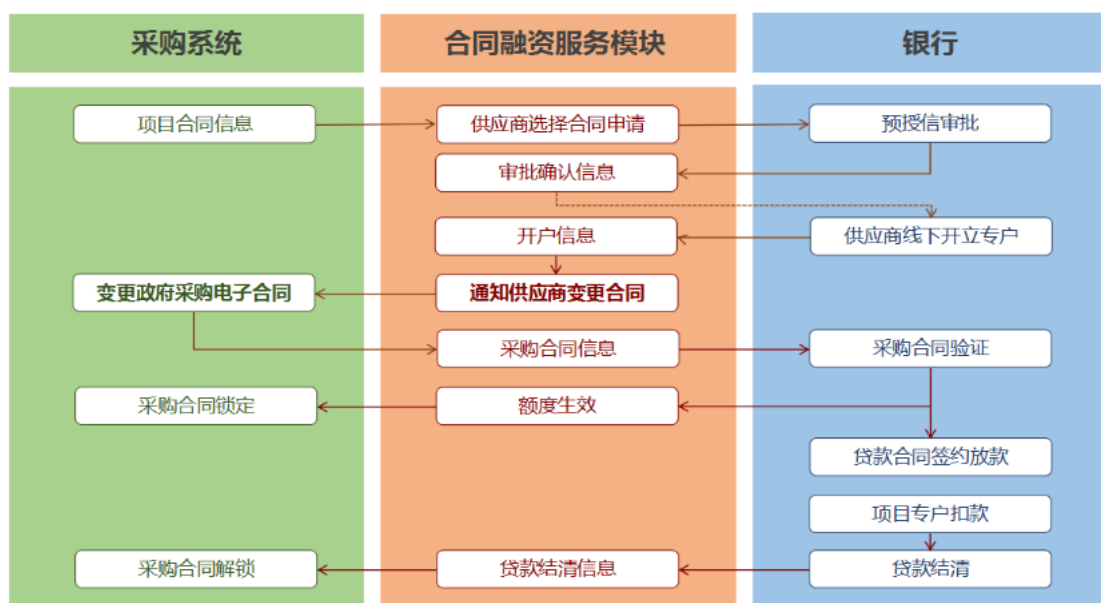 采购系统
合同融资服务模块
银行
项目合同信息
供应商选择合同申请
预授信审批
审批确认信息
开户信息
供应商线下开立专户
变更政府采购电子合同
通知供应商变更合同
采购合同信息
采购合同验证
采购合同锁定
额度生效
贷款合同签约放款
项目专户扣款
采购合同解锁
贷款结清信息
贷款结清